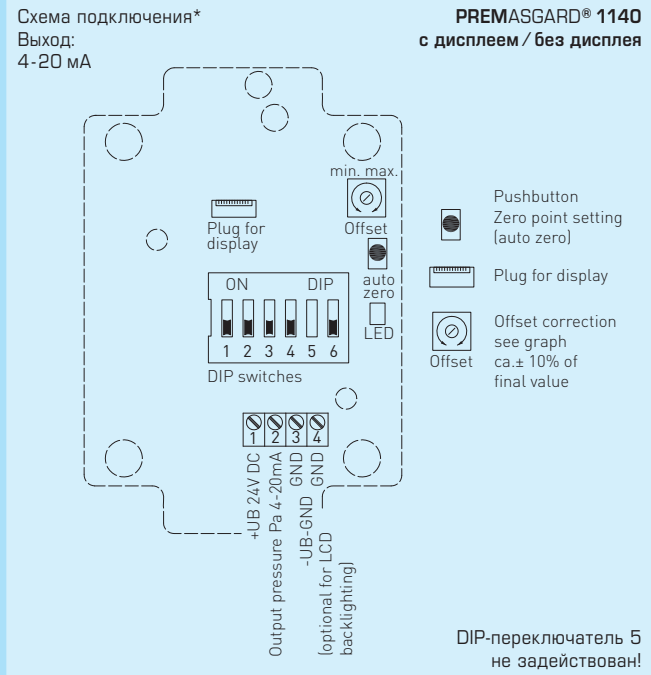 Схема подключения*
Выход:
4-20 мА
PREMASGARD® 1140
с дисплеем / без дисплея
min. max.
Offset
Plug for
display
auto
zero
LED
ON DIP
1 2 3 4 5 6
DIP switches
1 2 3 4
+UB 24V DC
Output pressure Pa 4-20mA
GND
-UB-GND
GND
(optional for LCD
backlighting)
Pushbutton
Zero point setting
(auto zero)
Plug for display
Offset
Offset correction
see graph
ca.± 10% of
final value
DIP-переключатель 5
не задействован!